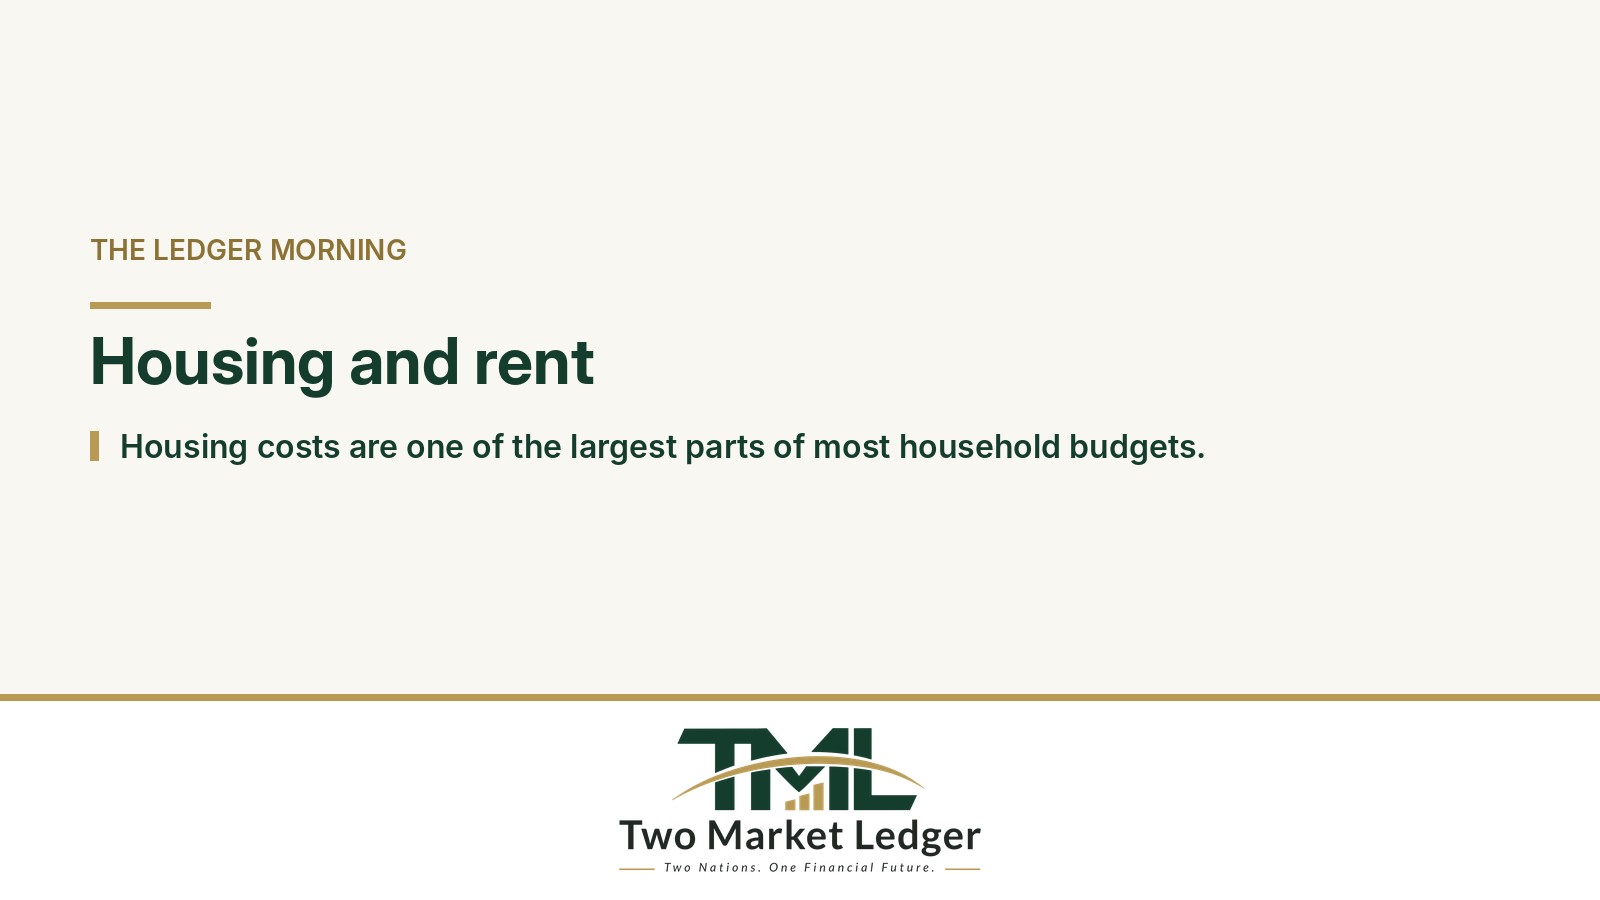 THE LEDGER MORNING
Housing and rent
Housing costs are one of the largest parts of most household budgets.
TML
Two Market Ledger
Two Nations. One Financial Future.